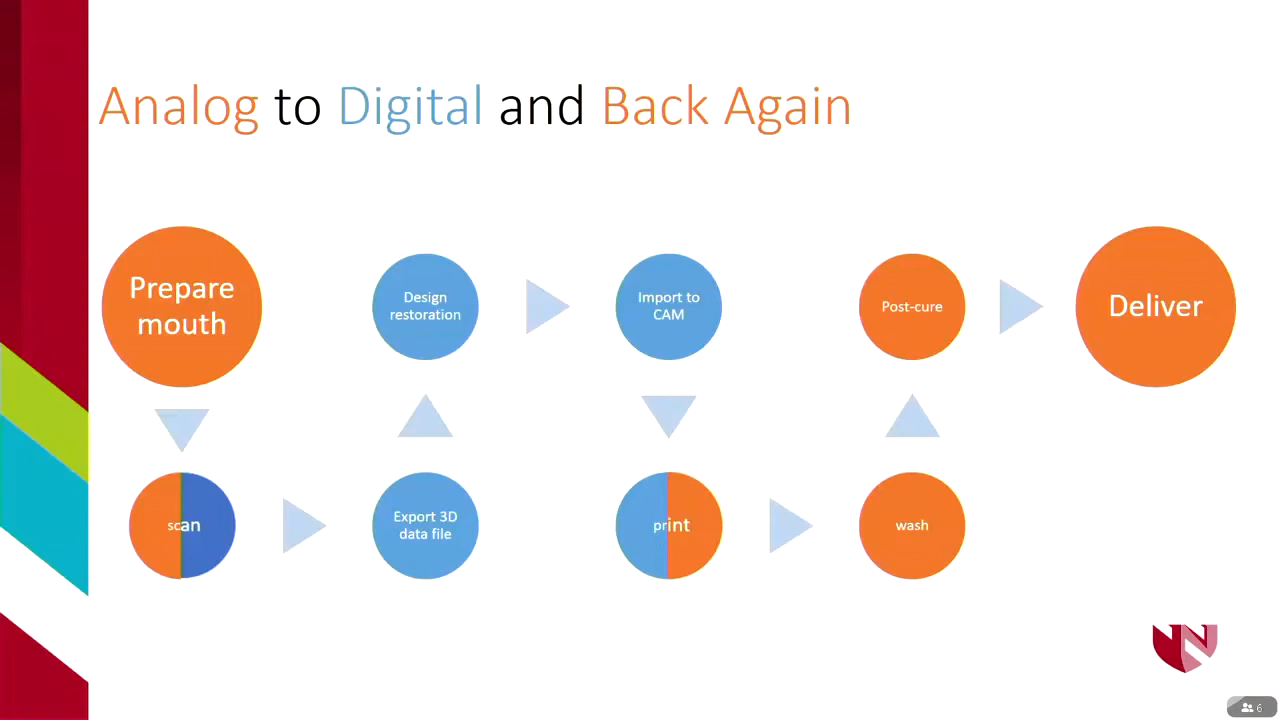 Analog to Digital and Back Again
Prepare
mouth
scan
Export 3D
data file
Design
restoration
Import to
CAM
print
wash
Post-cure
Deliver
6